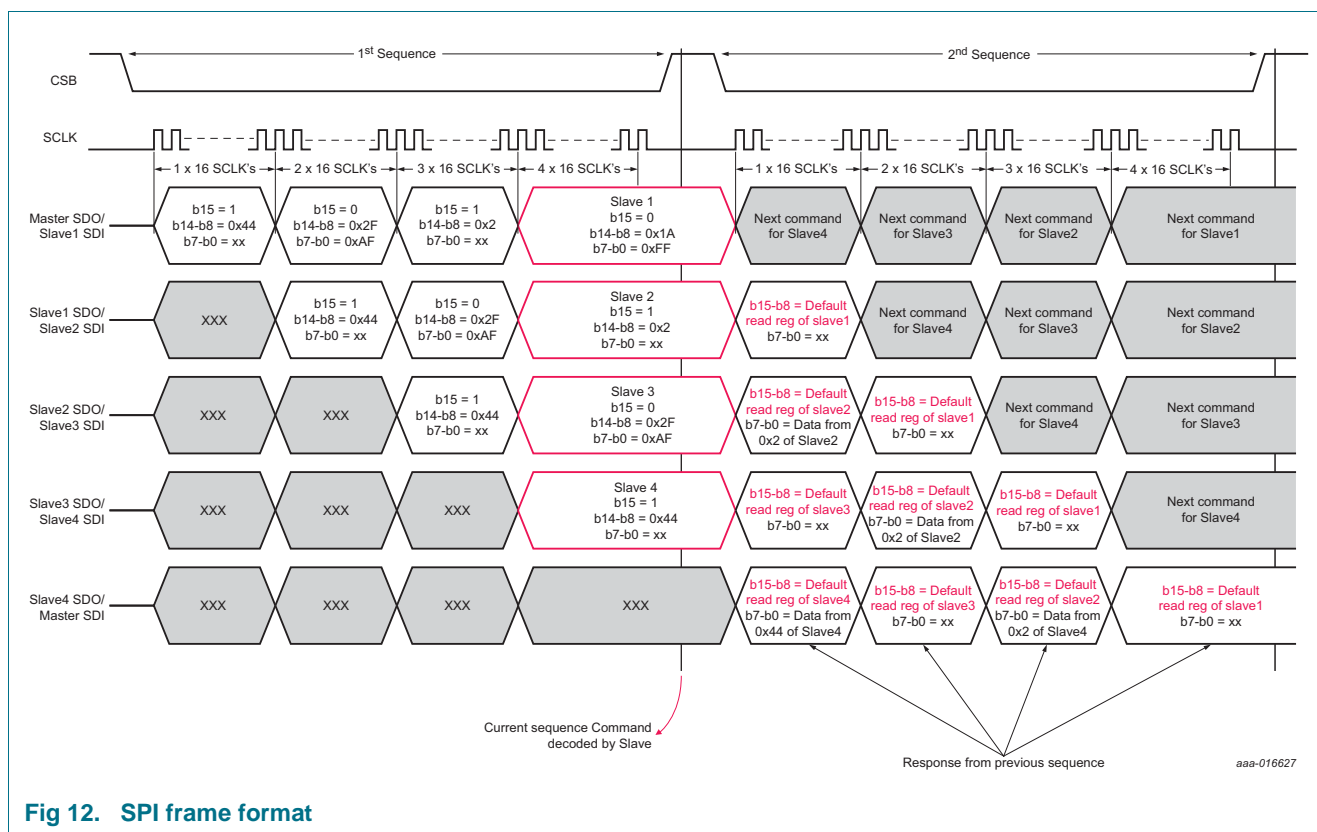 1st Sequence
2nd Sequence
CSB
SCLK
1 x 16 SCLK's
2 x 16 SCLK's
3 x 16 SCLK's
4 x 16 SCLK's
1 x 16 SCLK's
2 x 16 SCLK's
3 x 16 SCLK's
4 x 16 SCLK's
Master SDO/
Slave1 SDI
b15 = 1
b14-b8 = 0x44
b7-b0 = xx
b15 = 0
b14-b8 = 0x2F
b7-b0 = 0xAF
b15 = 1
b14-b8 = 0x2
b7-b0 = xx
Slave 1
b15 = 0
b14-b8 = 0x1A
b7-b0 = 0xFF
Next command
for Slave4
Next command
for Slave3
Next command
for Slave2
Next command
for Slave1
Slave1 SDO/
Slave2 SDI
XXX
b15 = 1
b14-b8 = 0x44
b7-b0 = xx
b15 = 0
b14-b8 = 0x2F
b7-b0 = 0xAF
Slave 2
b15 = 1
b14-b8 = 0x2
b7-b0 = xx
b15-b8 = Default
read reg of slave1
b7-b0 = xx
Next command
for Slave4
Next command
for Slave3
Next command
for Slave2
Slave2 SDO/
Slave3 SDI
XXX
XXX
b15 = 1
b14-b8 = 0x44
b7-b0 = xx
Slave 3
b15 = 0
b14-b8 = 0x2F
b7-b0 = 0xAF
b15-b8 = Default
read reg of slave2
b7-b0 = Data from
0x2 of Slave2
b15-b8 = Default
read reg of slave1
b7-b0 = xx
Next command
for Slave4
Next command
for Slave3
Slave3 SDO/
Slave4 SDI
XXX
XXX
XXX
Slave 4
b15 = 1
b14-b8 = 0x44
b7-b0 = xx
b15-b8 = Default
read reg of slave3
b7-b0 = xx
b15-b8 = Default
read reg of slave2
b7-b0 = Data from
0x2 of Slave2
b15-b8 = Default
read reg of slave1
b7-b0 = xx
Next command
for Slave4
Slave4 SDO/
Master SDI
XXX
XXX
XXX
XXX
b15-b8 = Default
read reg of slave4
b7-b0 = Data from
0x44 of Slave4
b15-b8 = Default
read reg of slave3
b7-b0 = xx
b15-b8 = Default
read reg of slave2
b7-b0 = Data from
0x2 of Slave4
b15-b8 = Default
read reg of slave1
b7-b0 = xx
Current sequence Command
decoded by Slave
Response from previous sequence
aaa-016627
Fig 12. SPI frame format